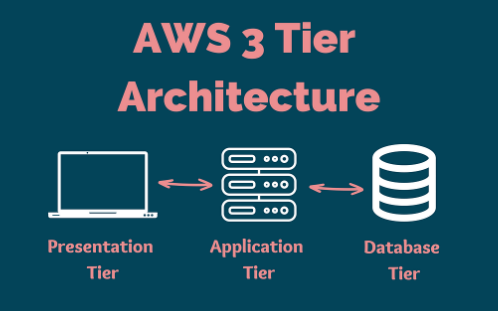 AWS 3 Tier
Architecture
Presentation
Tier
Application
Tier
Database
Tier